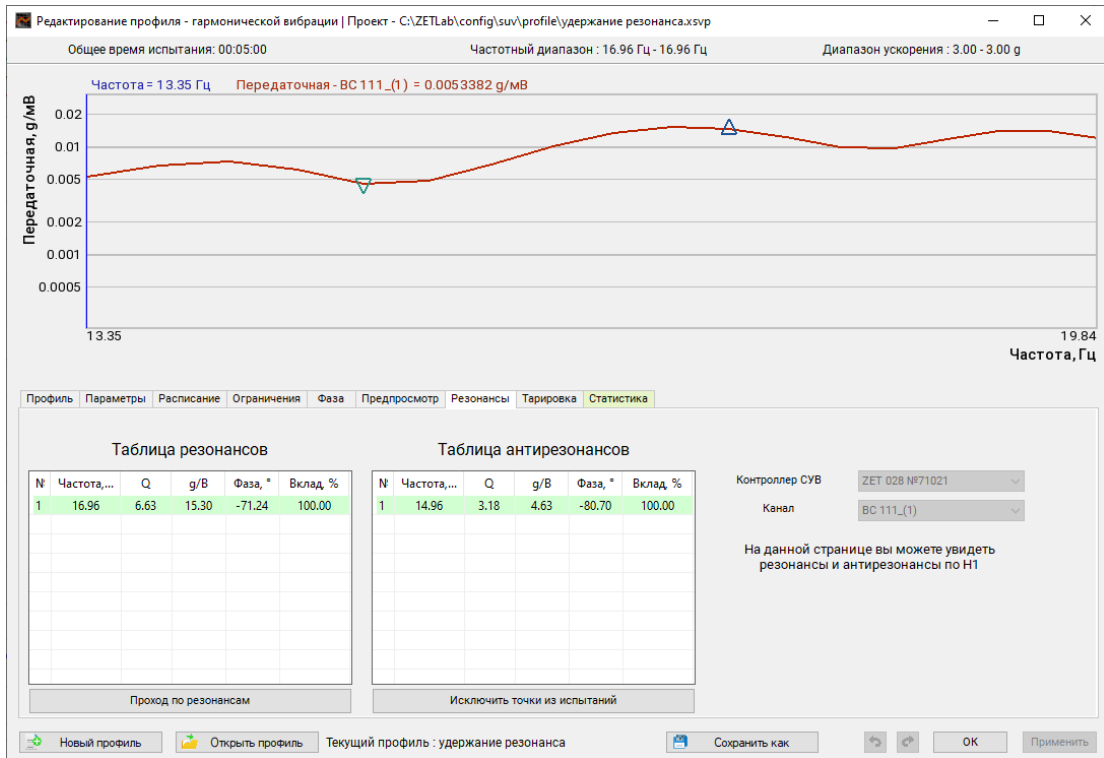 Редактирование профиля - гармонической вибрации | Проект - C:\ZETLab\config\suv\profile\удержание резонанса.xsvp
Общее время испытания: 00:05:00 Частотный диапазон : 16.96 Гц - 16.96 Гц Диапазон ускорения : 3.00 - 3.00 g
Частота = 13.35 Гц Передаточная - BC 111_(1) = 0.0053382 g/мВ
Передаточная, g/мВ
0.02
0.01
0.005
0.002
0.001
0.0005
13.35 19.84
Частота, Гц
Профиль Параметры Расписание Ограничения Фаза Предпросмотр Резонансы Тарировка Статистика
Таблица резонансов Таблица антирезонансов
№ Частота,... Q g/В Фаза, ° Вклад, % № Частота,... Q g/В Фаза, ° Вклад, %
1 16.96 6.63 15.30 -71.24 100.00 1 14.96 3.18 4.63 -80.70 100.00
Контроллер СУВ ZET 028 №71021
Канал BC 111_(1)
На данной странице вы можете увидеть
резонансы и антирезонансы по H1
Проход по резонансам Исключить точки из испытаний
Новый профиль Открыть профиль Текущий профиль : удержание резонанса Сохранить как ОК Применить